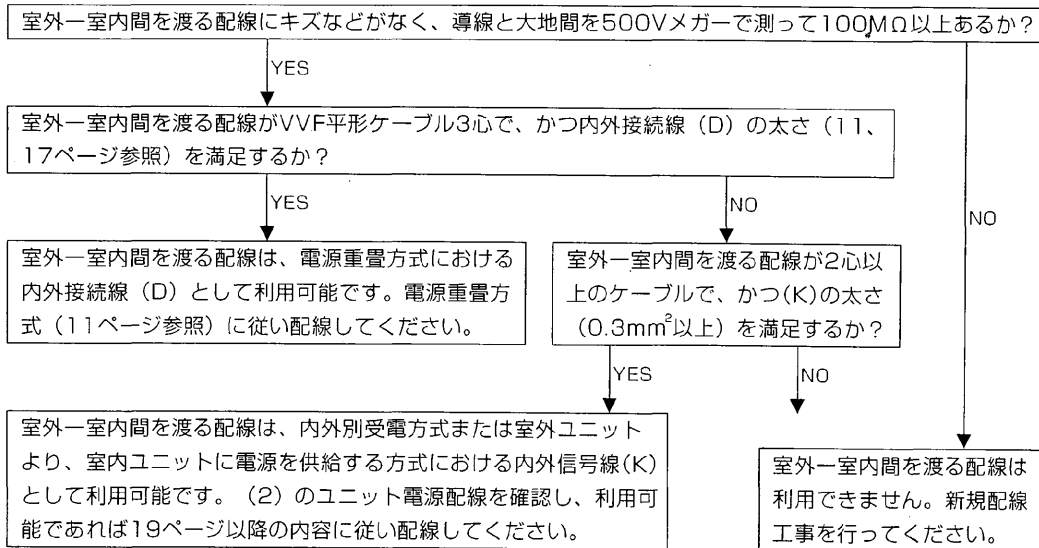 室外ー室内間を渡る配線にキズなどがなく、導線と大地間を500Vメガーで測って100MΩ以上あるか？
YES
室外ー室内間を渡る配線がVVF平形ケーブル3心で、かつ内外接続線（D）の太さ（11、
17ページ参照）を満足するか？
YES
NO
NO
室外ー室内間を渡る配線は、電源重畳方式における
内外接続線（D）として利用可能です。電源重畳方
式（11ページ参照）に従い配線してください。
室外ー室内間を渡る配線が2心以
上のケーブルで、かつ(K)の太さ
（0.3mm²以上）を満足するか？
YES
NO
室外ー室内間を渡る配線は、内外別受電方式または室外ユニット
より、室内ユニットに電源を供給する方式における内外信号線(K)
として利用可能です。（2）のユニット電源配線を確認し、利用可
能であれば19ページ以降の内容に従い配線してください。
室外ー室内間を渡る配線は
利用できません。新規配線
工事を行ってください。